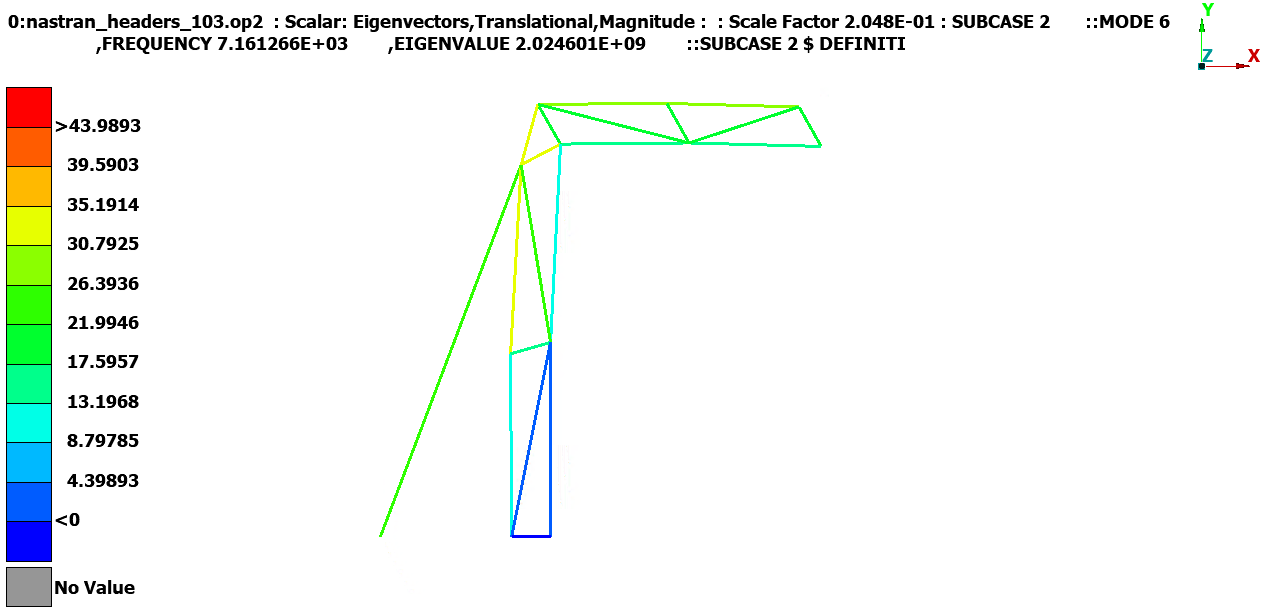 0:nastran_headers_103.op2 : Scalar: Eigenvectors,Translational,Magnitude : : Scale Factor 2.048E-01 : SUBCASE 2 ::MODE 6
,FREQUENCY 7.161266E+03 ,EIGENVALUE 2.024601E+09 ::SUBCASE 2 $ DEFINITI
Y
Z
X
>43.9893
39.5903
35.1914
30.7925
26.3936
21.9946
17.5957
13.1968
8.79785
4.39893
<0
No Value